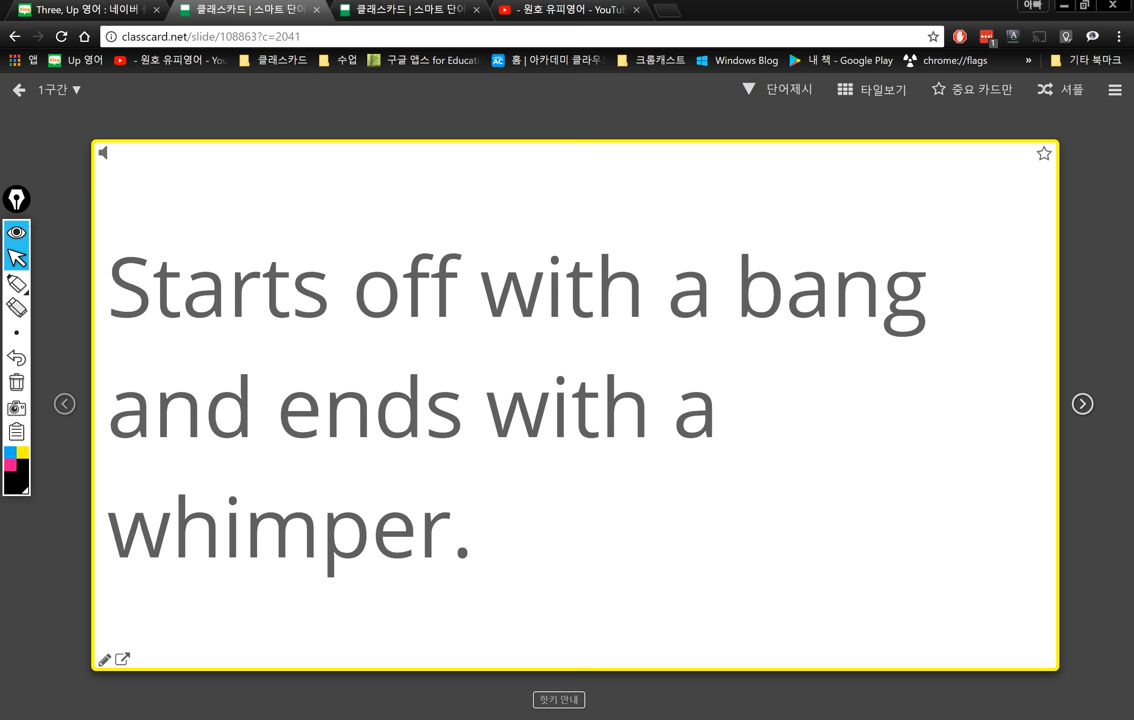 Three, Up 영어 : 네이버
클래스카드 | 스마트 단어
클래스카드 | 스마트 단어
- 원호 유피영어 - YouTu
아빠
classcard.net/slide/108863?c=2041
1
A
앱
Up 영어
- 원호 유피영어 - You
클래스카드
수업
구글 앱스 for Educati
AC 홈 | 아카데미 클라우
크롬캐스트
Windows Blog
내 책 - Google Play
chrome://flags
»
기타 북마크
1구간 ▼
단어제시
타일보기
중요 카드만
셔플
Starts off with a bang
and ends with a
whimper.
핫키 안내